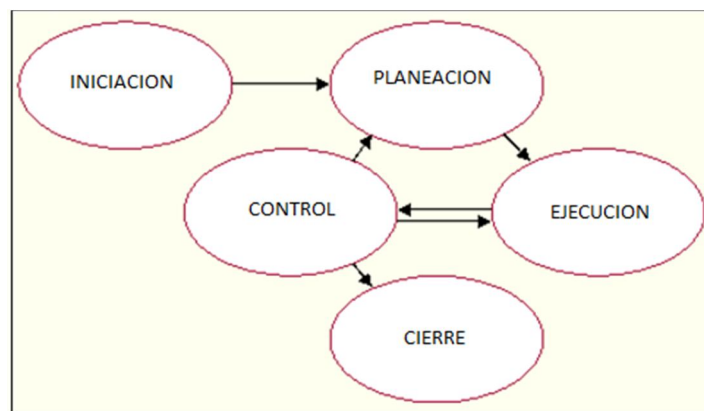 INICIACION
PLANEACION
CONTROL
EJECUCION
CIERRE